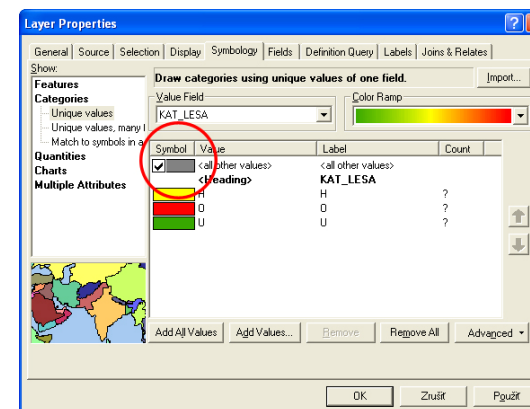 Layer Properties
?
General Source Selection Display Symbology Fields Definition Query Labels Joins & Relates
Show:
Features
Categories
Unique values
Unique values, many f
Match to symbols in a
Quantities
Charts
Multiple Attributes
Draw categories using unique values of one field.
Import...
Value Field
KAT_LESA
Color Ramp
Symbol Value Label Count
<all other values> <all other values>
<Heading> KAT_LESA
H H ?
O O ?
U U ?
Add All Values Add Values... Remove Remove All Advanced
OK Zrušit Použít